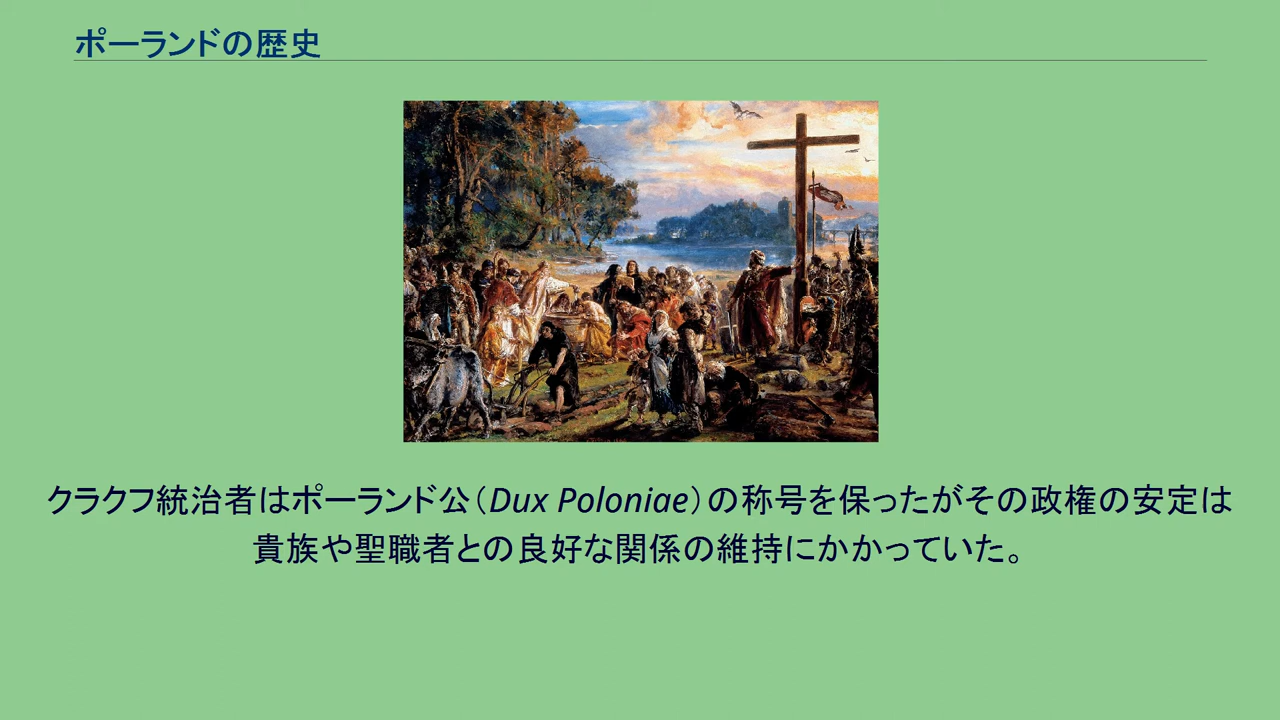 ポーランドの歴史
クラクフ統治者はポーランド公（Dux Poloniae）の称号を保ったがその政権の安定は
貴族や聖職者との良好な関係の維持にかかっていた。